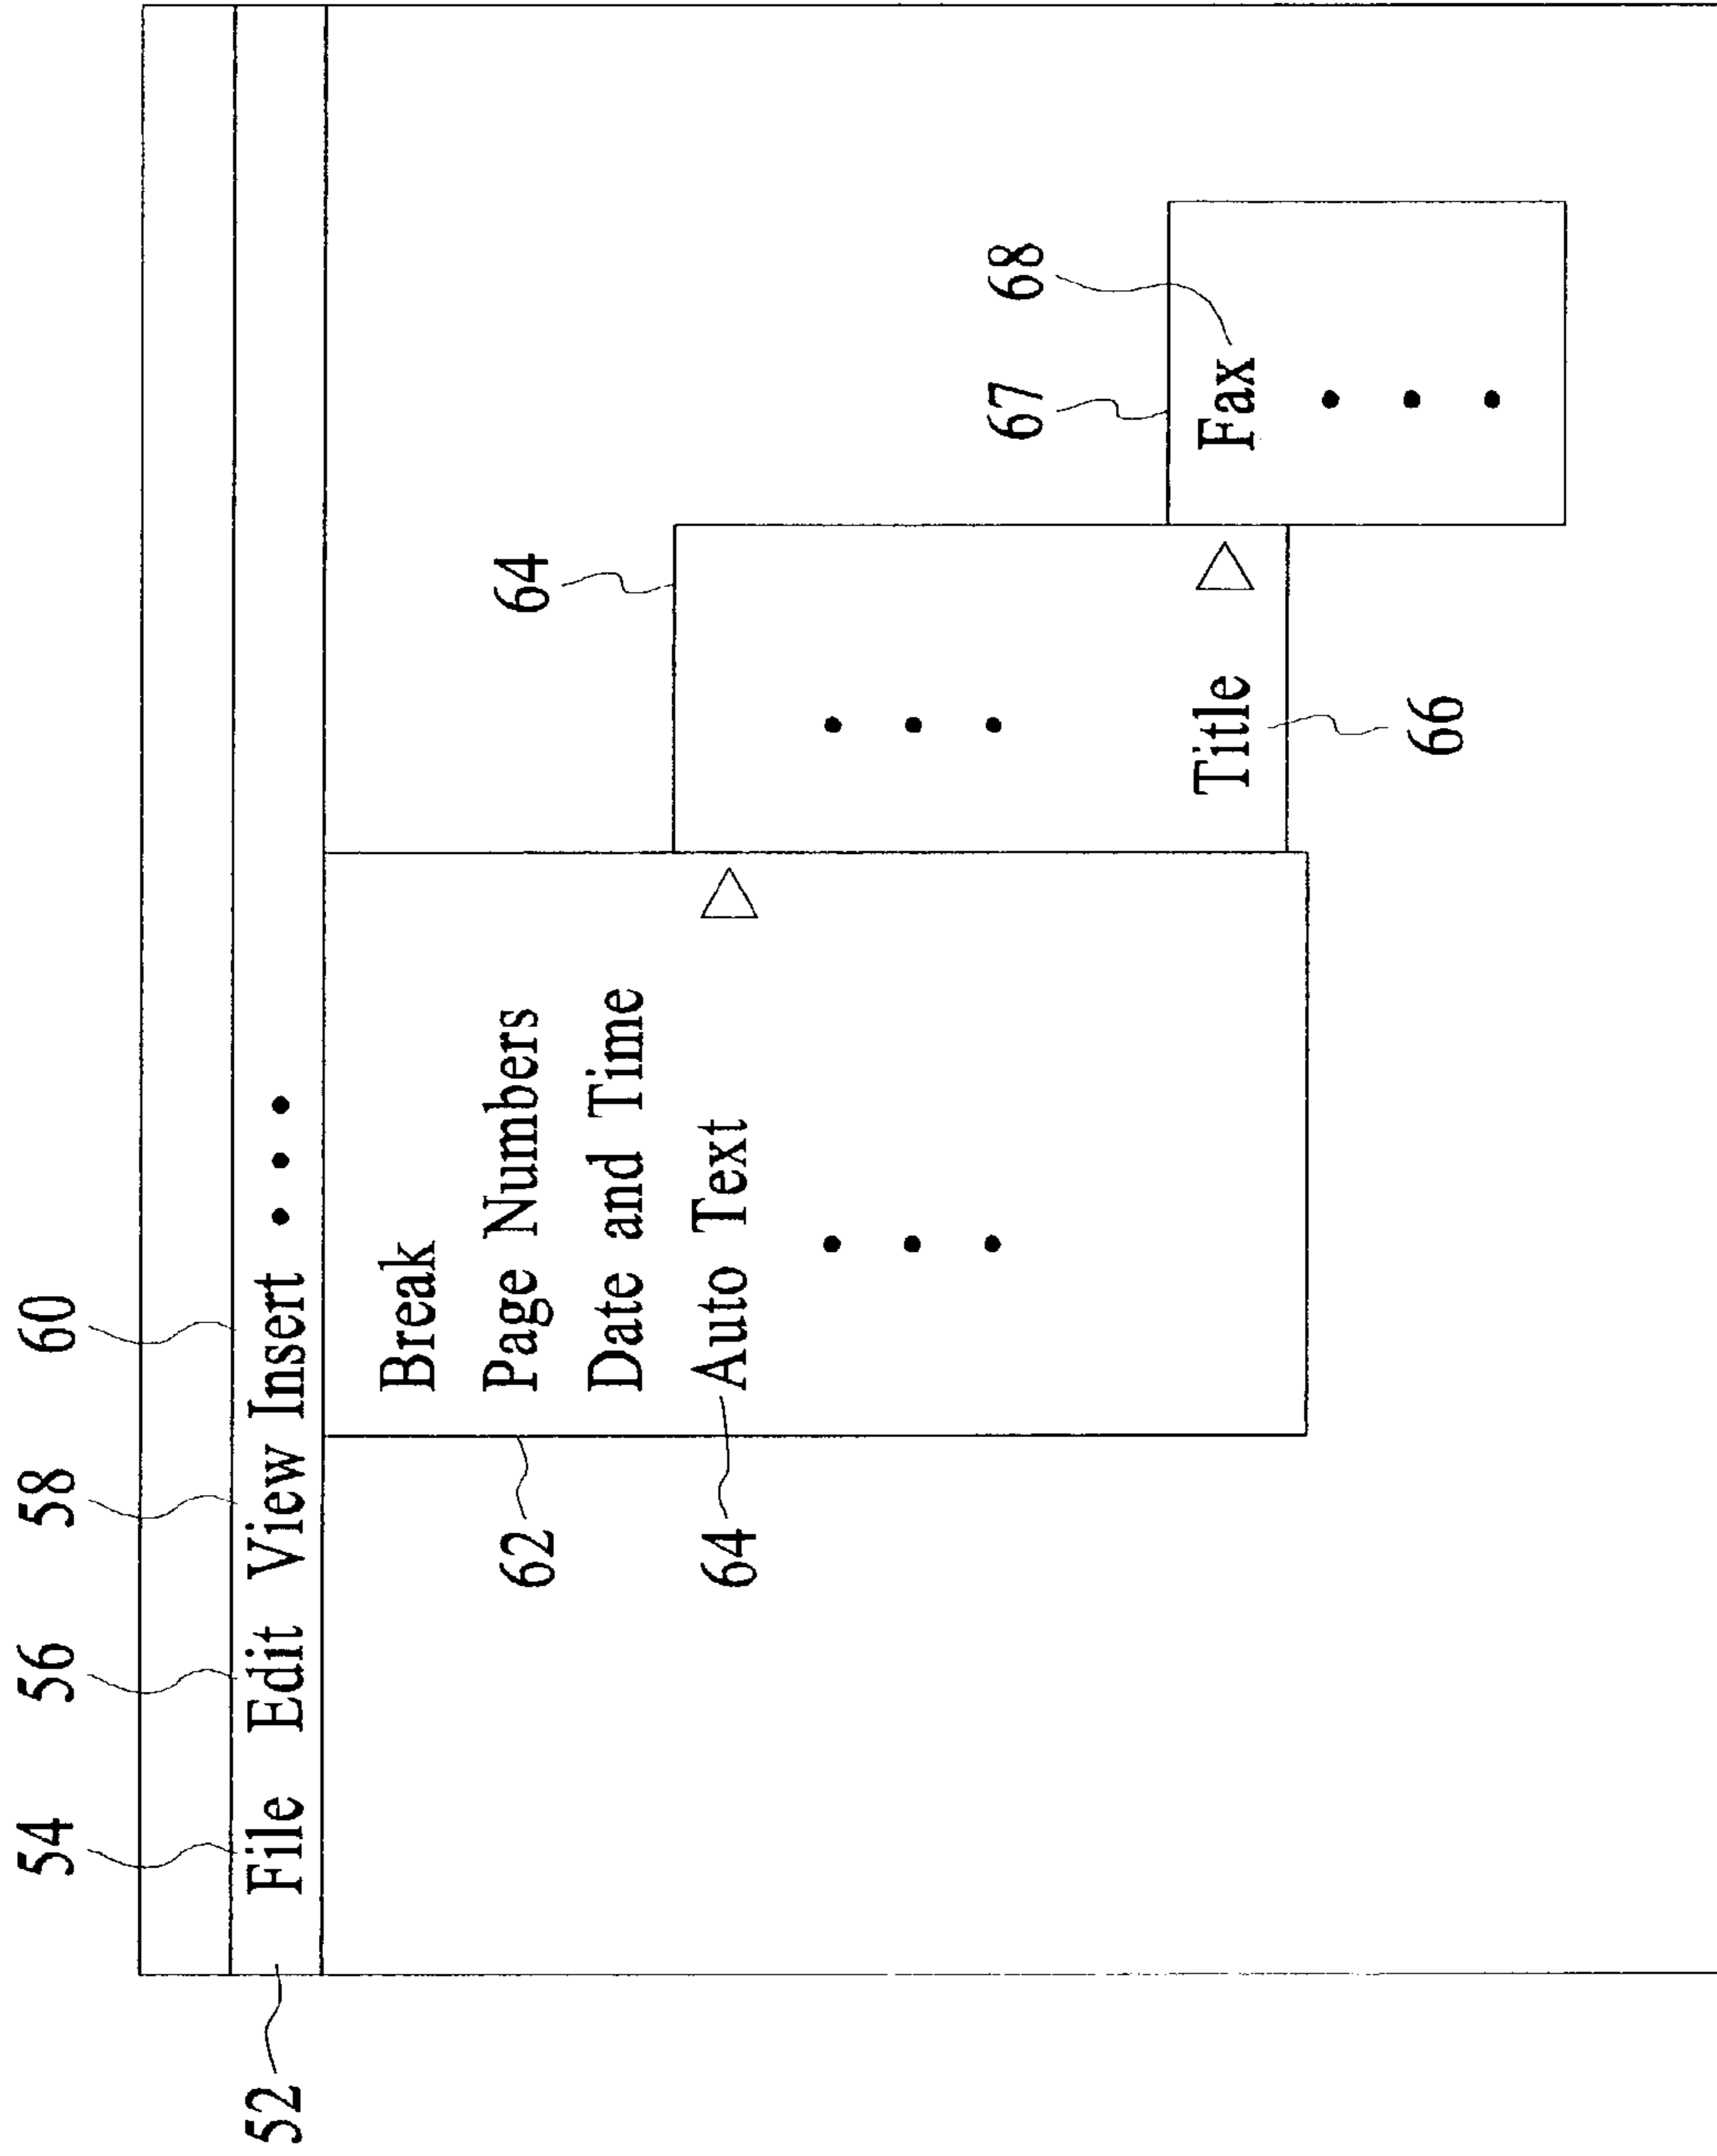 54 56 58 60
52 File Edit View Insert • • •
Break
62 Page Numbers
Date and Time
64 Auto Text
64
Title
66
67 68
Fax